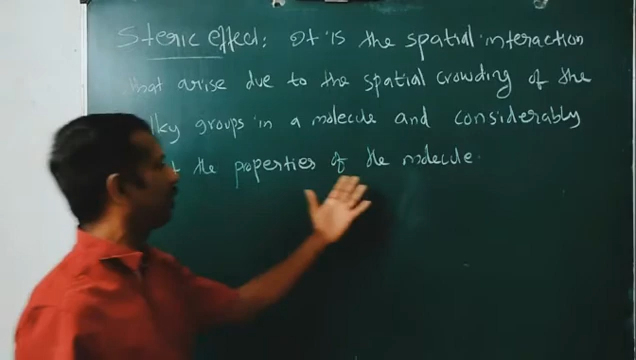 Steric effect: It is the spatial interaction
that arise due to the spatial crowding of the
groups in a molecule and considerably
the properties of the molecule.